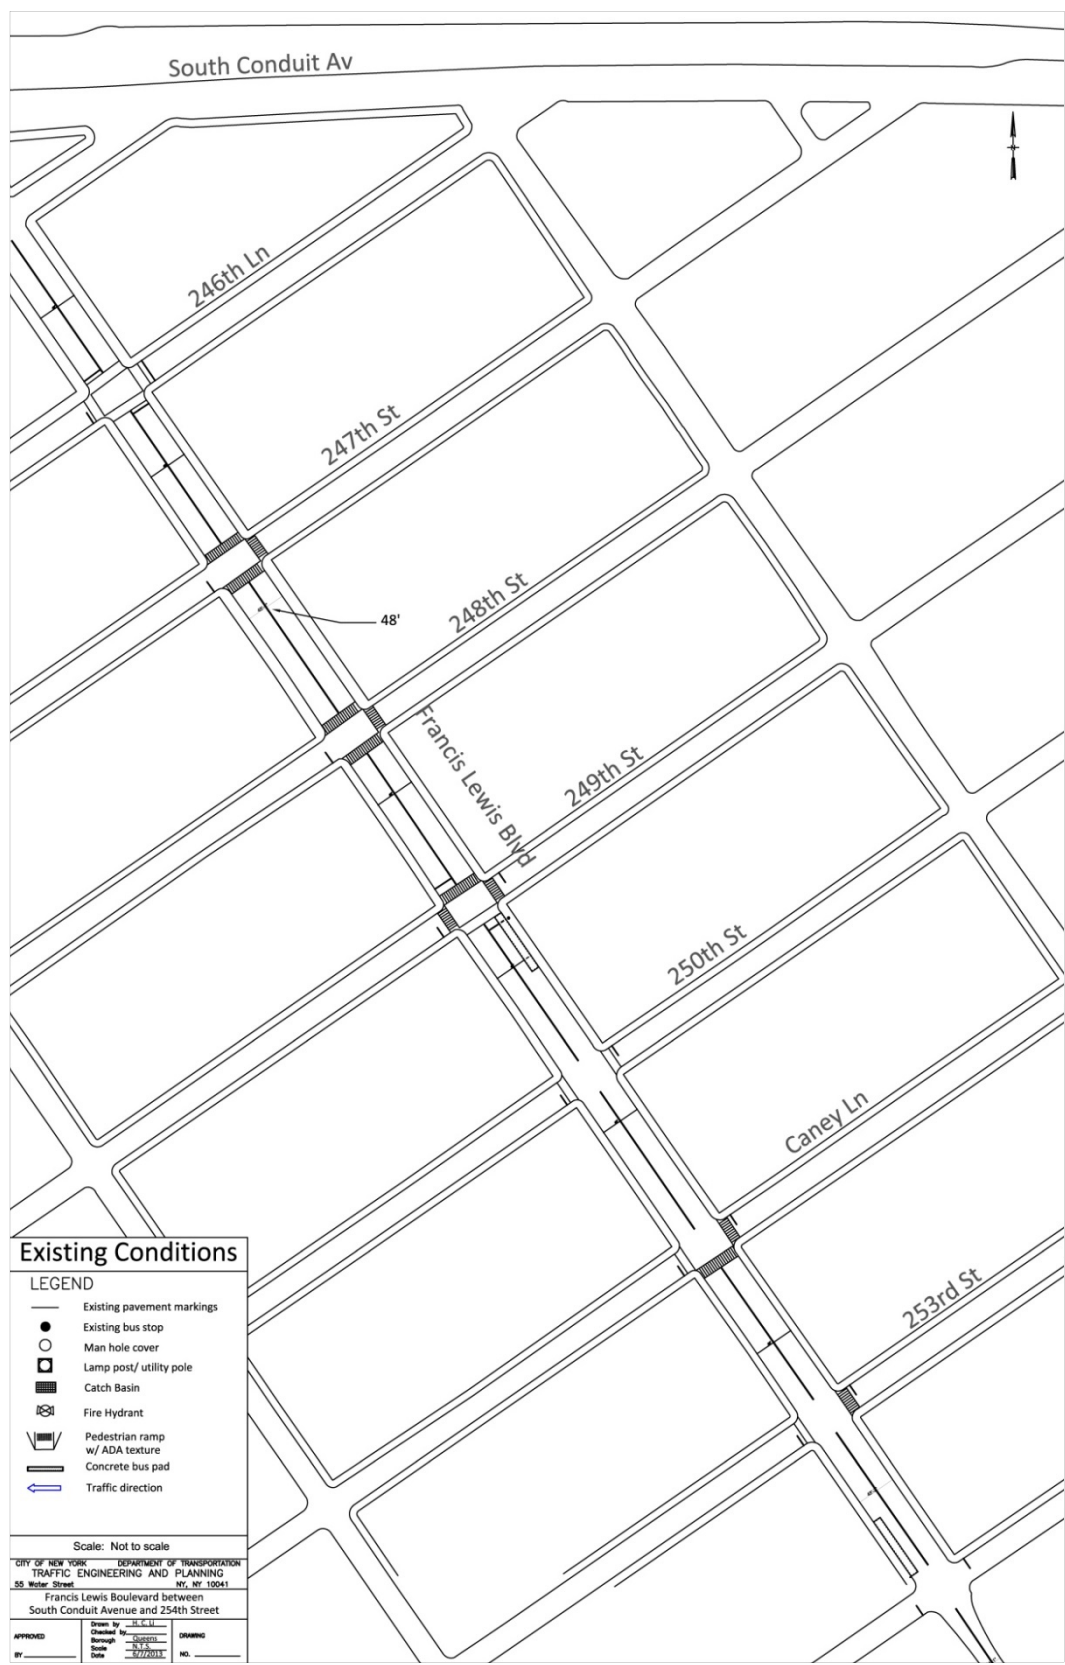 South Conduit Av
246th Ln
247th St
248th St
48'
Francis Lewis Blvd
249th St
250th St
Caney Ln
253rd St
Existing Conditions
LEGEND
Existing pavement markings
Existing bus stop
Man hole cover
Lamp post/ utility pole
Catch Basin
Fire Hydrant
Pedestrian ramp
w/ ADA texture
Concrete bus pad
Traffic direction
Scale: Not to scale
CITY OF NEW YORK DEPARTMENT OF TRANSPORTATION
TRAFFIC ENGINEERING AND PLANNING
55 Water Street NY, NY 10041
Francis Lewis Boulevard between
South Conduit Avenue and 254th Street
APPROVED
BY
Drawn by H. C. Li
Checked by
Borough Queens
Scale N.T.S.
Date 6/7/2013
DRAWING
NO.